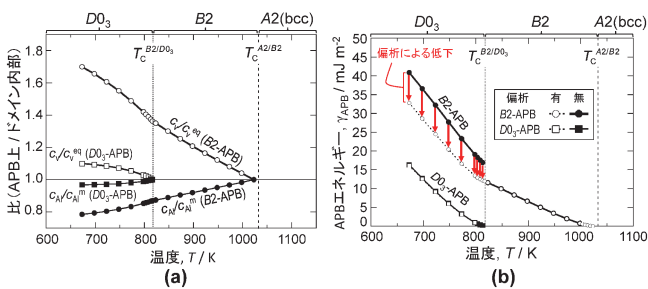 D0₃ B2 A2(bcc)
T_C^B2/D0₃ T_C^A2/B2
比 (APB上 / ドメイン内部)
1.8
1.6
1.4
1.2
1.0
0.8
c_v/c_v^eq (B2-APB)
c_v/c_v^eq (D0₃-APB)
c_Al/c_Al^m (D0₃-APB)
c_Al/c_Al^m (B2-APB)
600 700 800 900 1000 1100
温度, T / K
(a)
D0₃ B2 A2(bcc)
T_C^B2/D0₃ T_C^A2/B2
APBエネルギー, γ_APB / mJ m⁻²
50
45
40
35
30
25
20
15
10
5
0
偏析による低下
偏析 有 無
B2-APB
D0₃-APB
B2-APB
D0₃-APB
600 700 800 900 1000 1100
温度, T / K
(b)